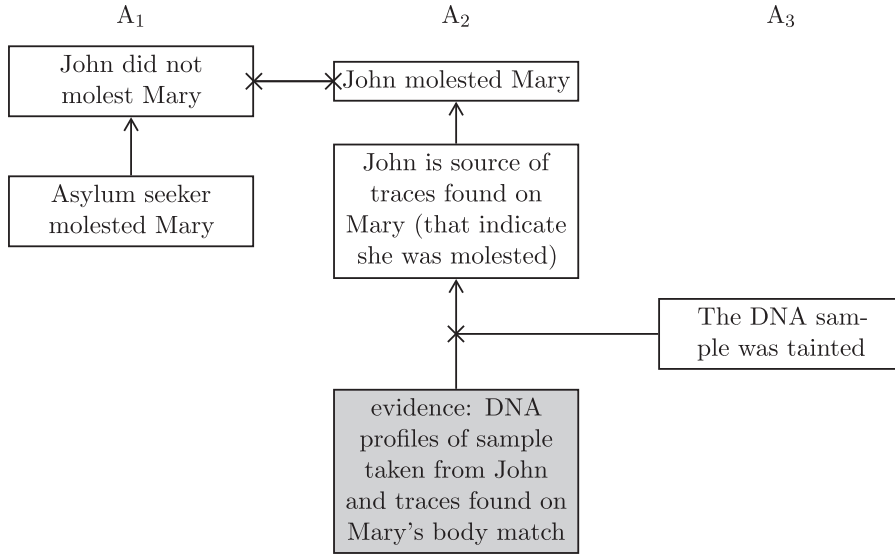 A1
A2
A3
John did not
molest Mary
John molested Mary
Asylum seeker
molested Mary
John is source of
traces found on
Mary (that indicate
she was molested)
The DNA sam-
ple was tainted
evidence: DNA
profiles of sample
taken from John
and traces found on
Mary's body match